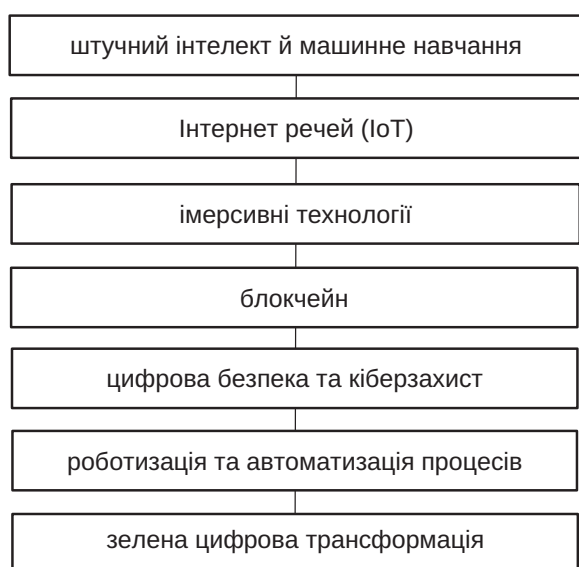 штучний інтелект й машинне навчання
Інтернет речей (IoT)
імерсивні технології
блокчейн
цифрова безпека та кіберзахист
роботизація та автоматизація процесів
зелена цифрова трансформація